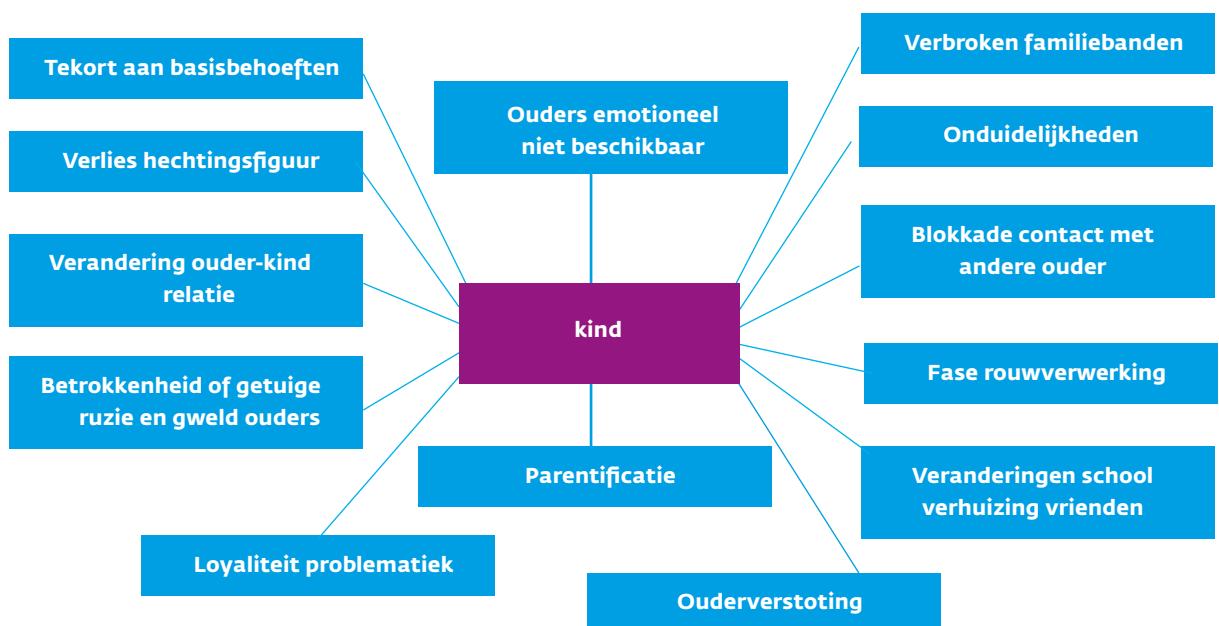 Tekort aan basisbehoeften
Verlies hechtingsfiguur
Verandering ouder-kind
relatie
Betrokkenheid of getuige
ruzie en gweld ouders
Loyaliteit problematiek
Ouders emotioneel
niet beschikbaar
kind
Parentificatie
Ouderverstoting
Verbroken familiebanden
Onduidelijkheden
Blokkade contact met
andere ouder
Fase rouwverwerking
Veranderingen school
verhuizing vrienden